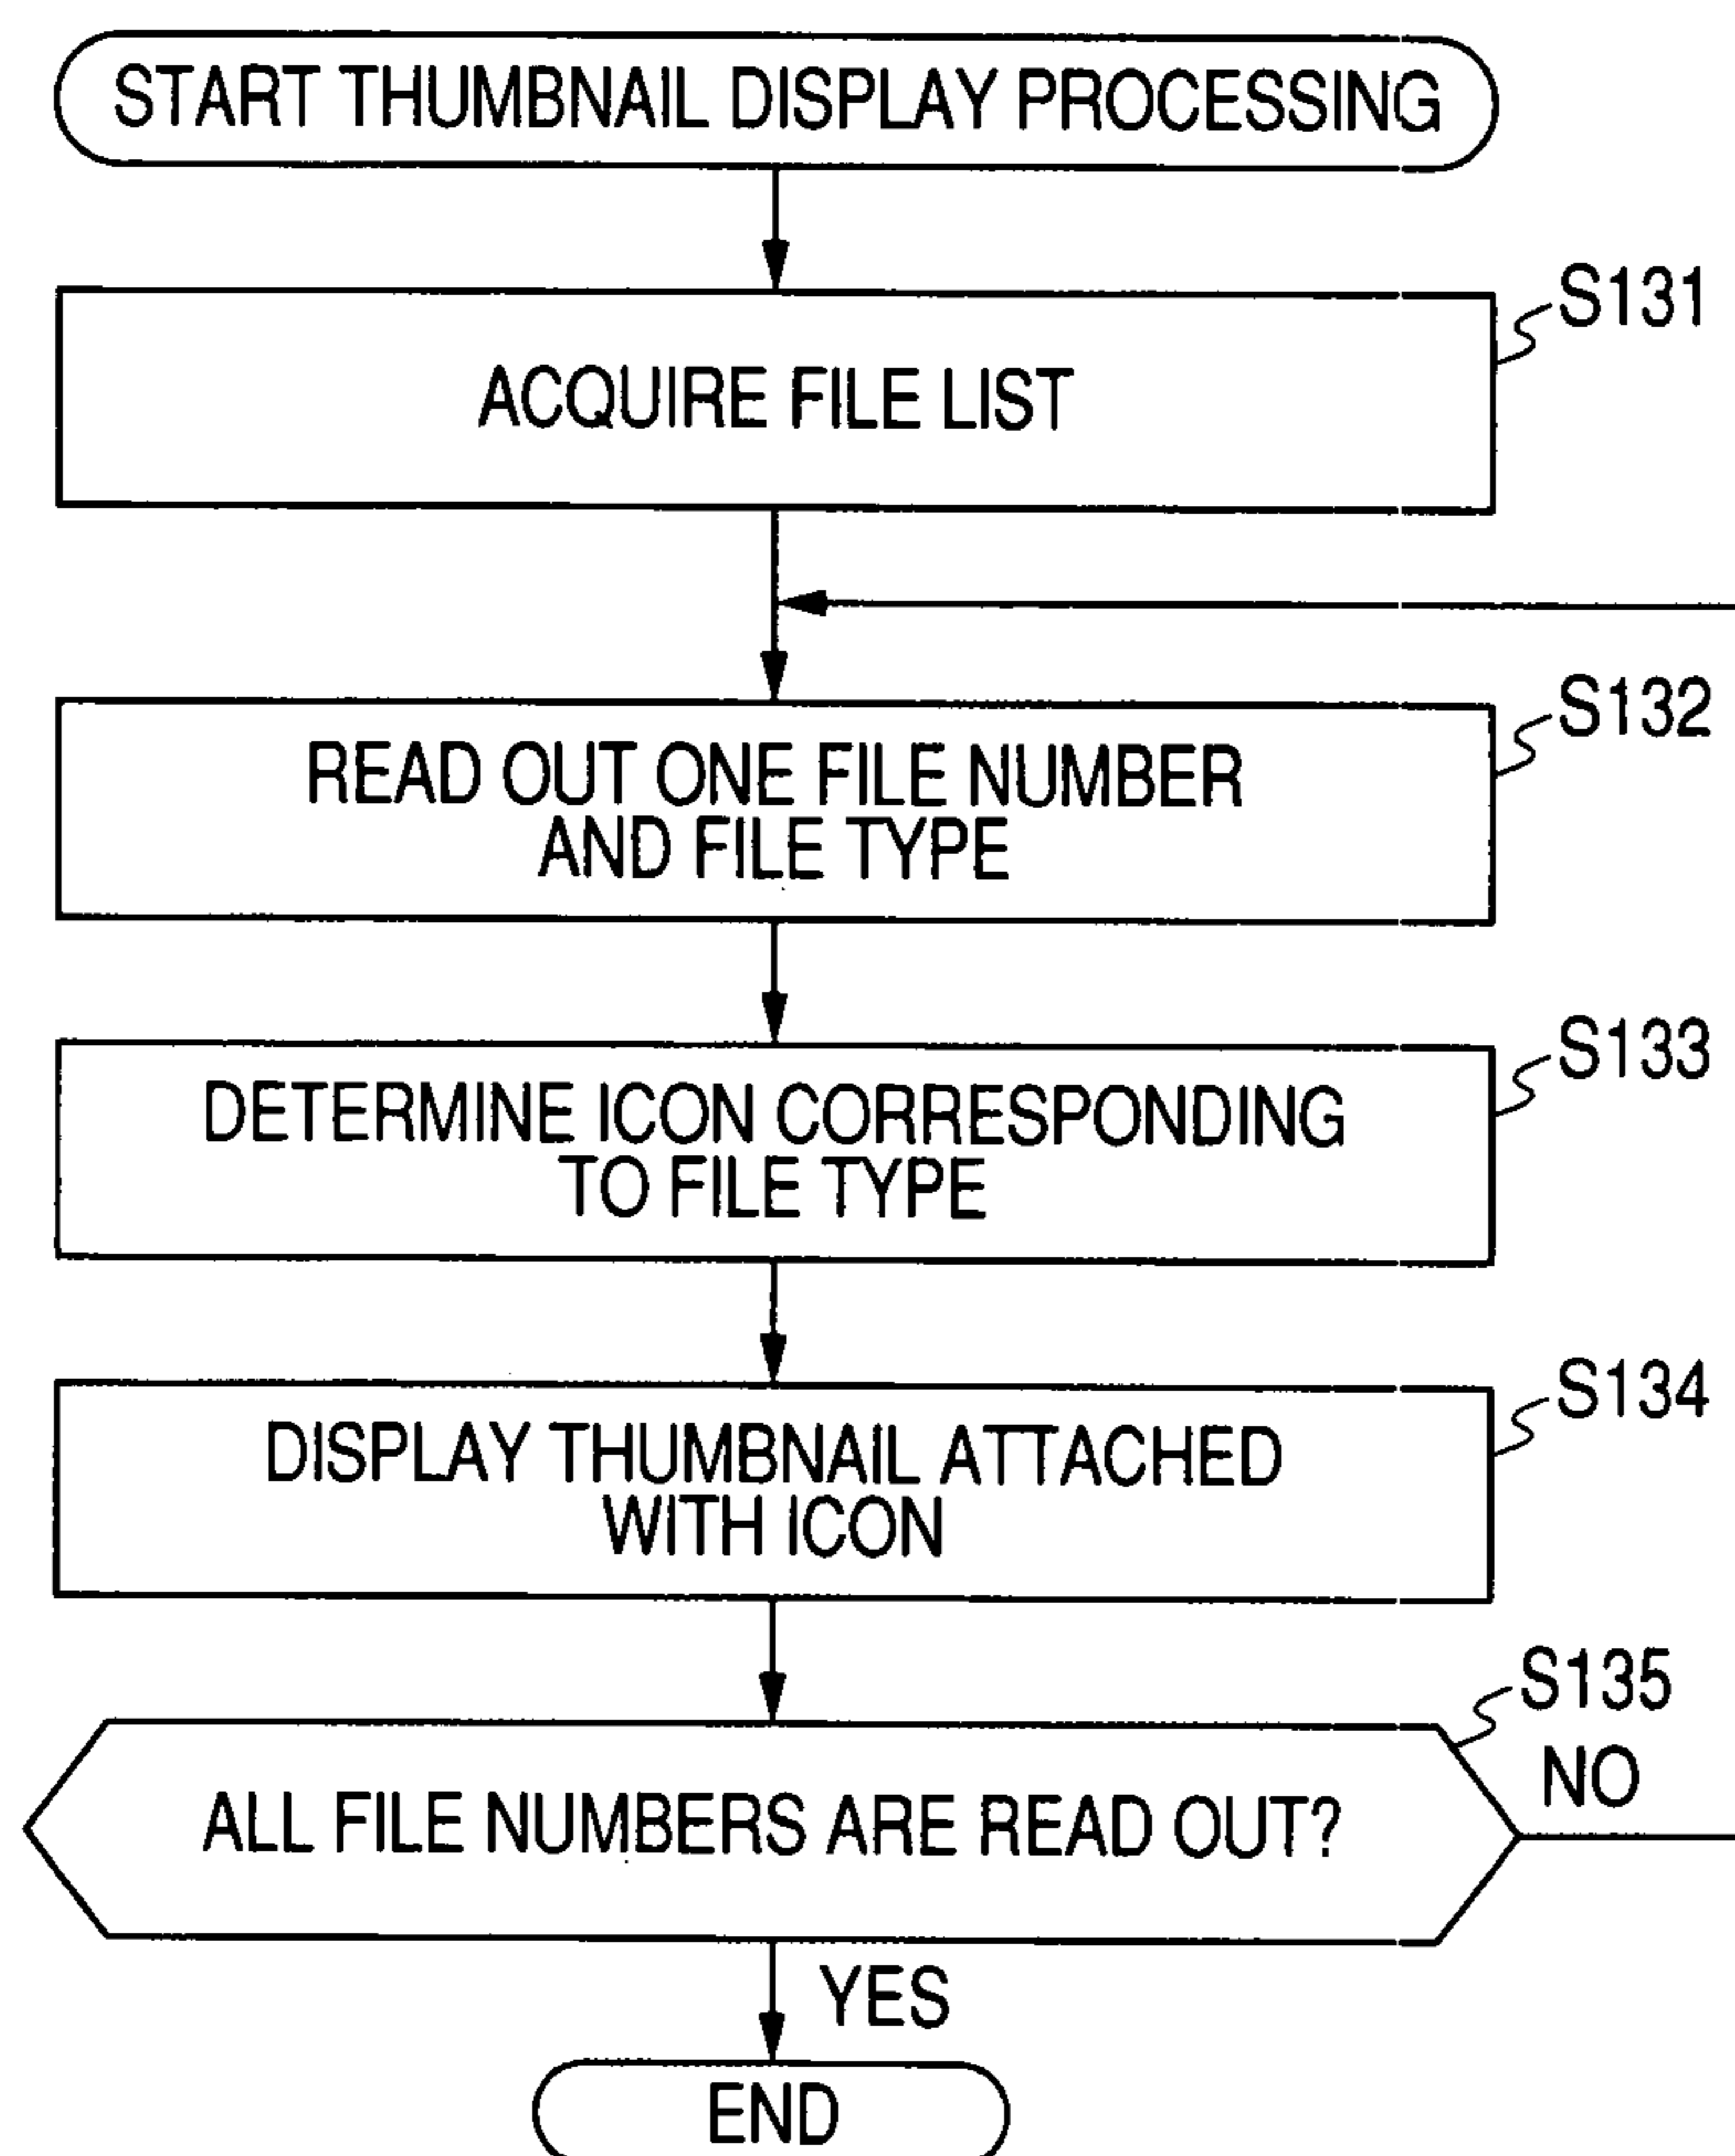 START THUMBNAIL DISPLAY PROCESSING
S131
ACQUIRE FILE LIST
S132
READ OUT ONE FILE NUMBER
AND FILE TYPE
S133
DETERMINE ICON CORRESPONDING
TO FILE TYPE
S134
DISPLAY THUMBNAIL ATTACHED
WITH ICON
S135
NO
ALL FILE NUMBERS ARE READ OUT?
YES
END